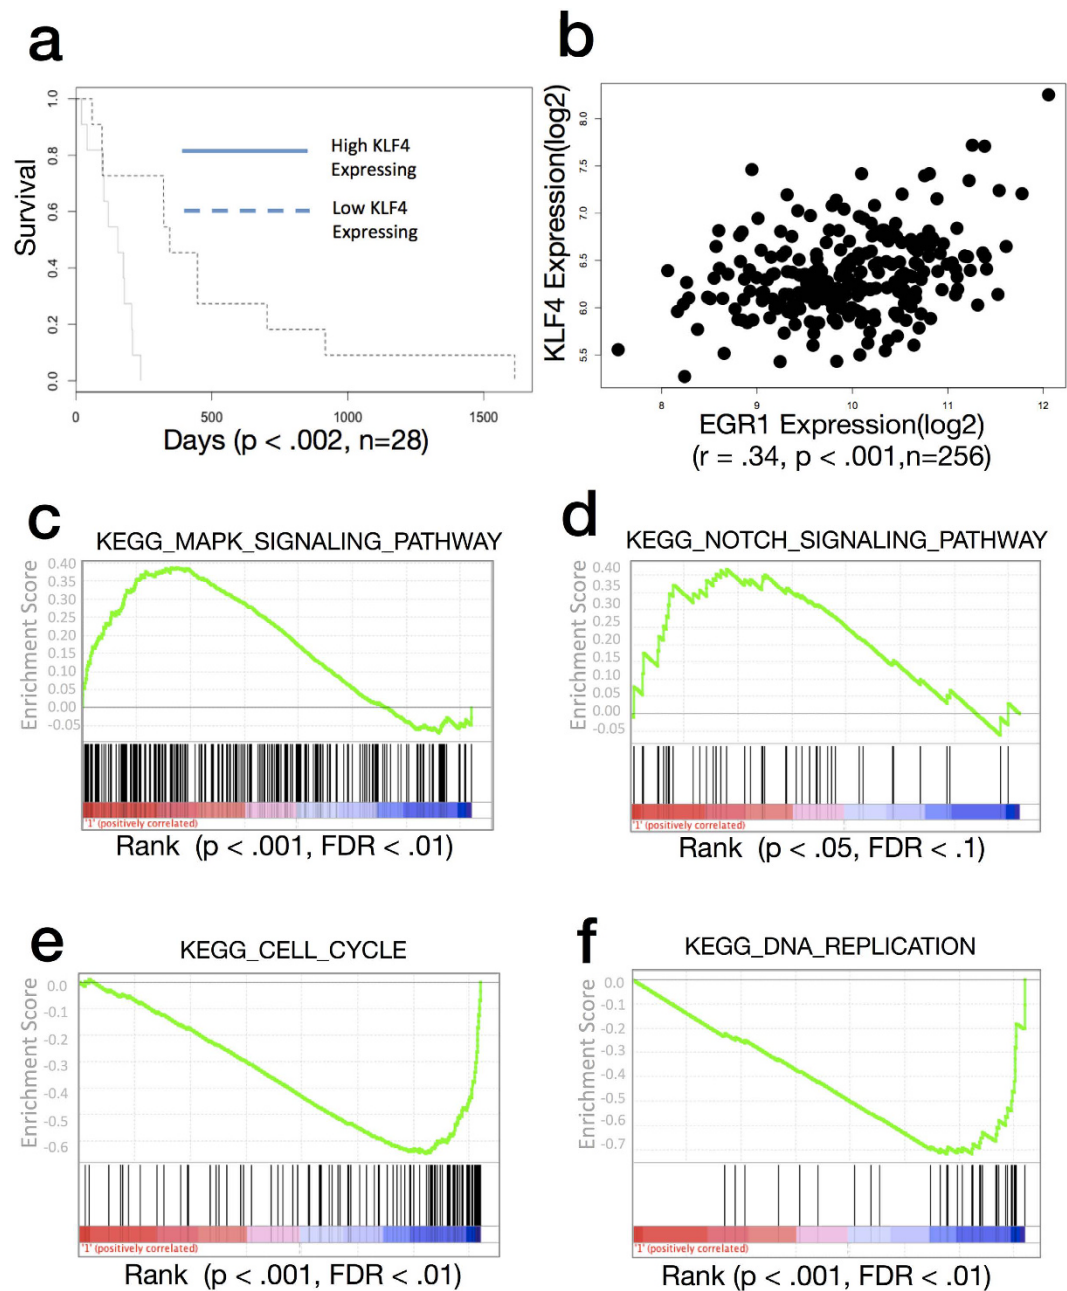 a
1.0
0.8
0.6
0.4
0.2
0.0
Survival
High KLF4
Expressing
Low KLF4
Expressing
0 500 1000 1500
Days (p < .002, n=28)
b
8.0
7.5
7.0
6.5
6.0
5.5
KLF4 Expression(log2)
8 9 10 11 12
EGR1 Expression(log2)
(r = .34, p < .001,n=256)
c
KEGG_MAPK_SIGNALING_PATHWAY
Enrichment Score
0.40
0.35
0.30
0.25
0.20
0.15
0.10
0.05
0.00
-0.05
'1' (positively correlated)
Rank (p < .001, FDR < .01)
d
KEGG_NOTCH_SIGNALING_PATHWAY
Enrichment Score
0.40
0.35
0.30
0.25
0.20
0.15
0.10
0.05
0.00
-0.05
'1' (positively correlated)
Rank (p < .05, FDR < .1)
e
KEGG_CELL_CYCLE
Enrichment Score
0.0
-0.1
-0.2
-0.3
-0.4
-0.5
-0.6
'1' (positively correlated)
Rank (p < .001, FDR < .01)
f
KEGG_DNA_REPLICATION
Enrichment Score
0.0
-0.1
-0.2
-0.3
-0.4
-0.5
-0.6
-0.7
'1' (positively correlated)
Rank (p < .001, FDR < .01)